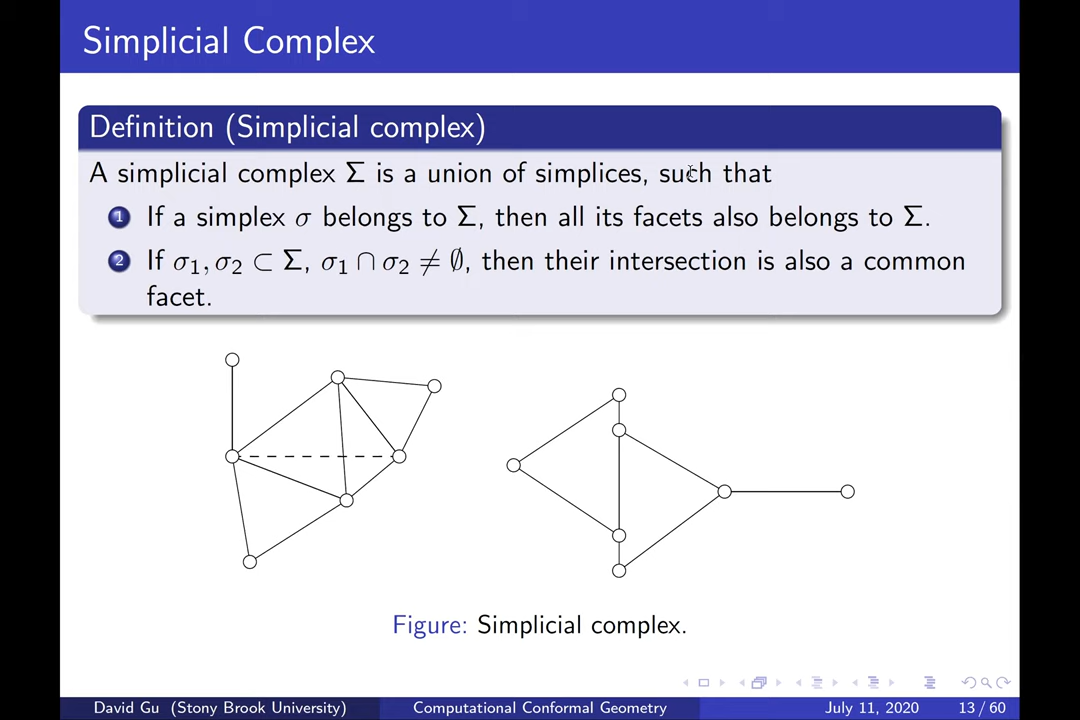 Simplicial Complex
Definition (Simplicial complex)
A simplicial complex Σ is a union of simplices, such that
1 If a simplex σ belongs to Σ, then all its facets also belongs to Σ.
2 If σ₁, σ₂ ⊂ Σ, σ₁ ∩ σ₂ ≠ ∅, then their intersection is also a common
facet.
Figure: Simplicial complex.
David Gu (Stony Brook University) Computational Conformal Geometry July 11, 2020 13 / 60